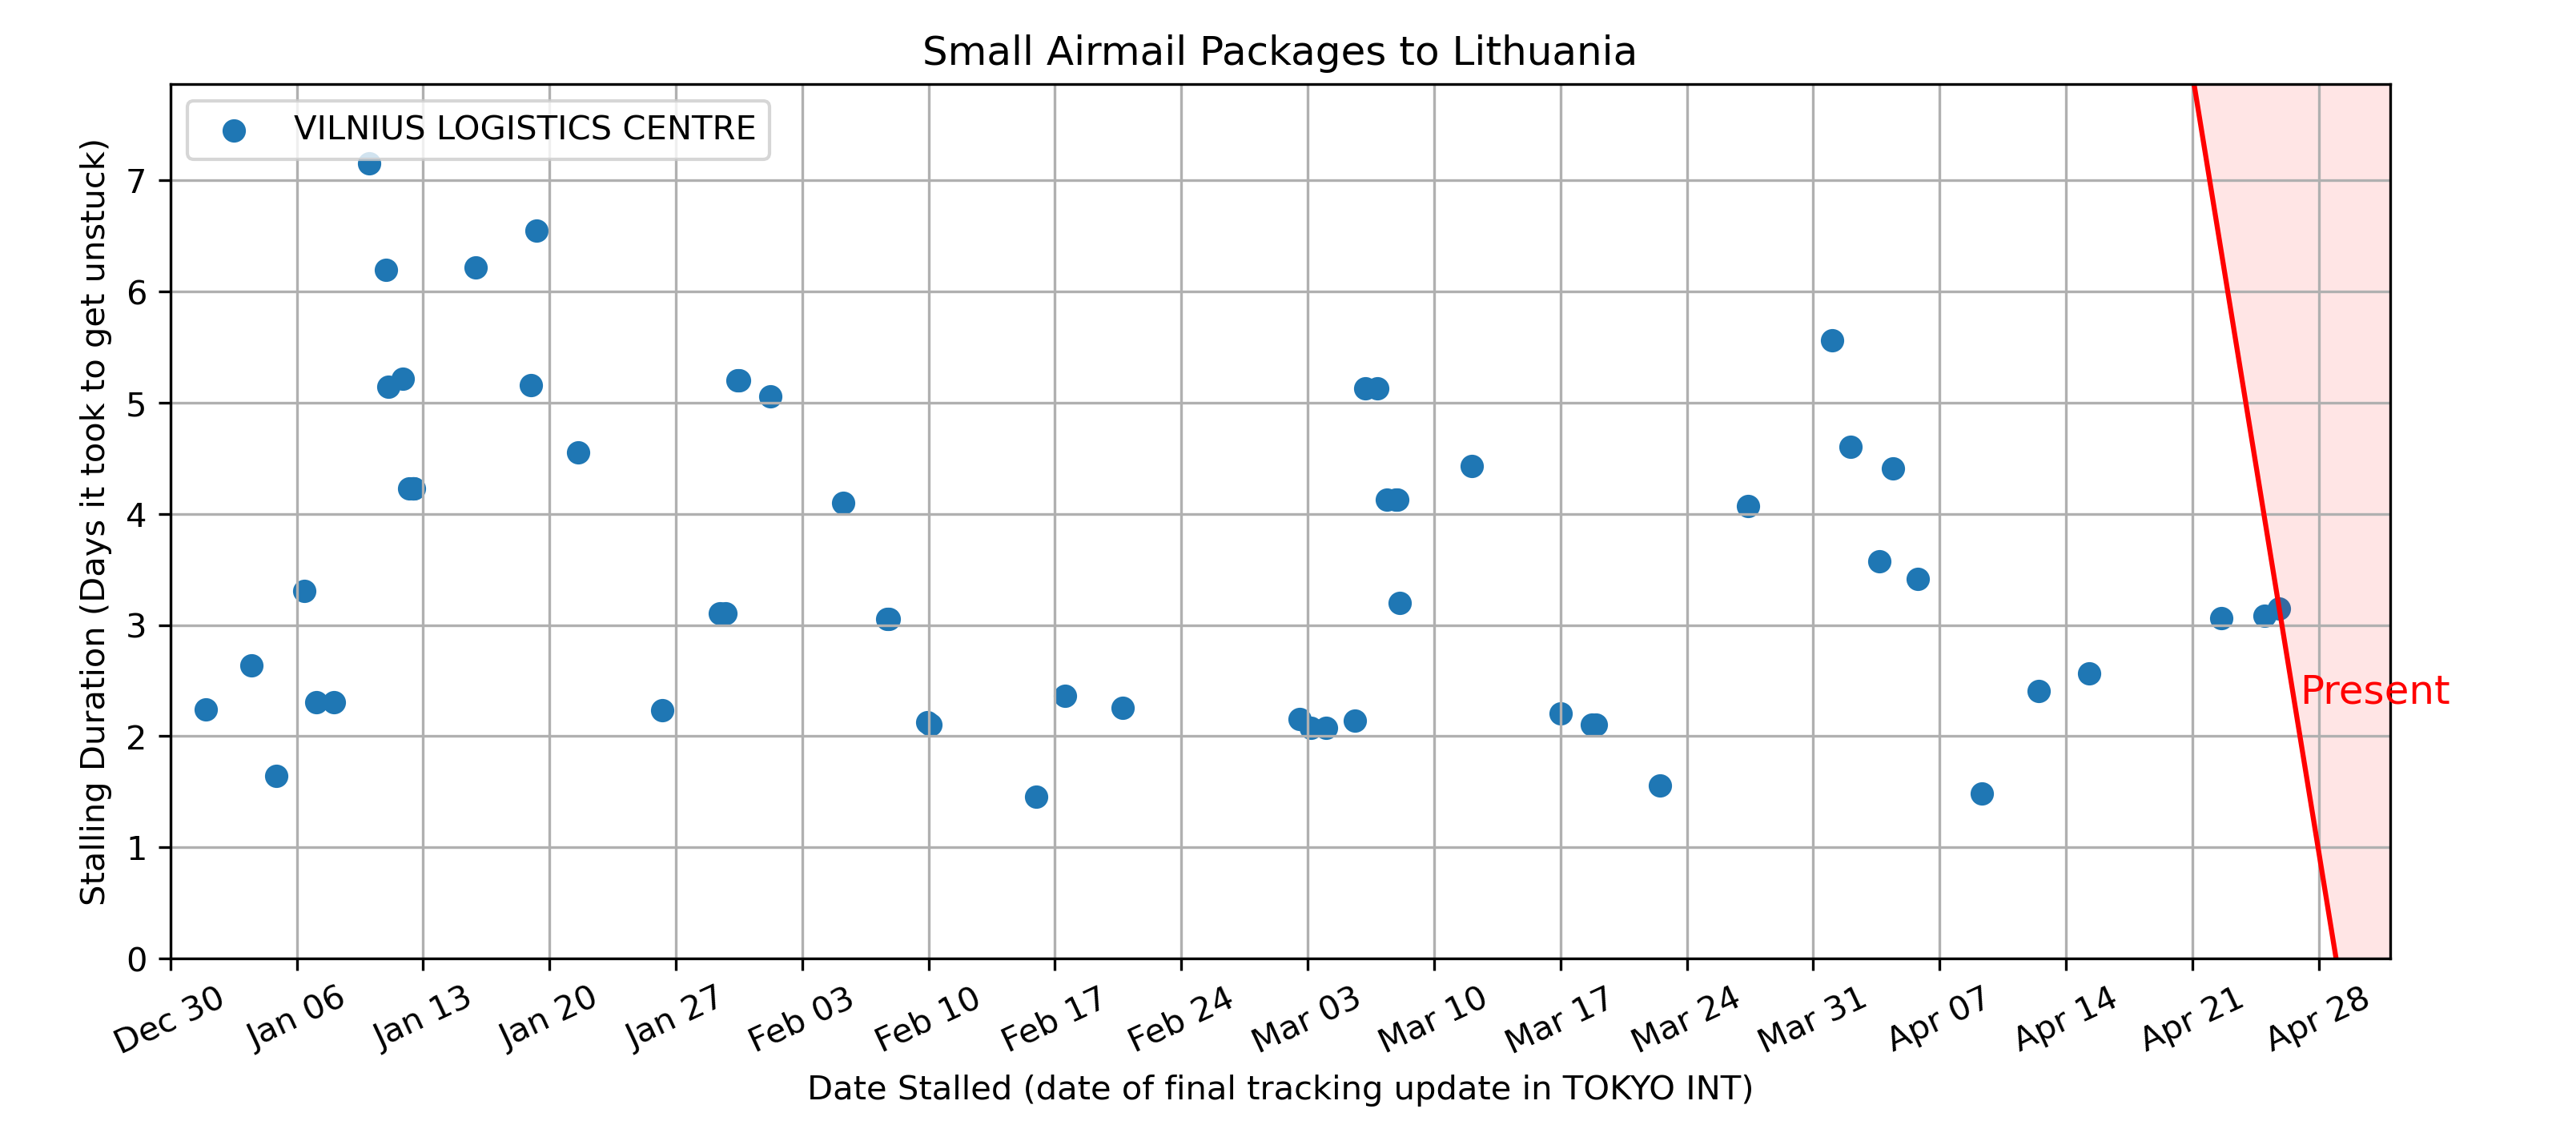 Small Airmail Packages to Lithuania
VILNIUS LOGISTICS CENTRE
Stalling Duration (Days it took to get unstuck)
7
6
5
4
3
2
1
0
Present
Dec 30
Jan 06
Jan 13
Jan 20
Jan 27
Feb 03
Feb 10
Feb 17
Feb 24
Mar 03
Mar 10
Mar 17
Mar 24
Mar 31
Apr 07
Apr 14
Apr 21
Apr 28
Date Stalled (date of final tracking update in TOKYO INT)